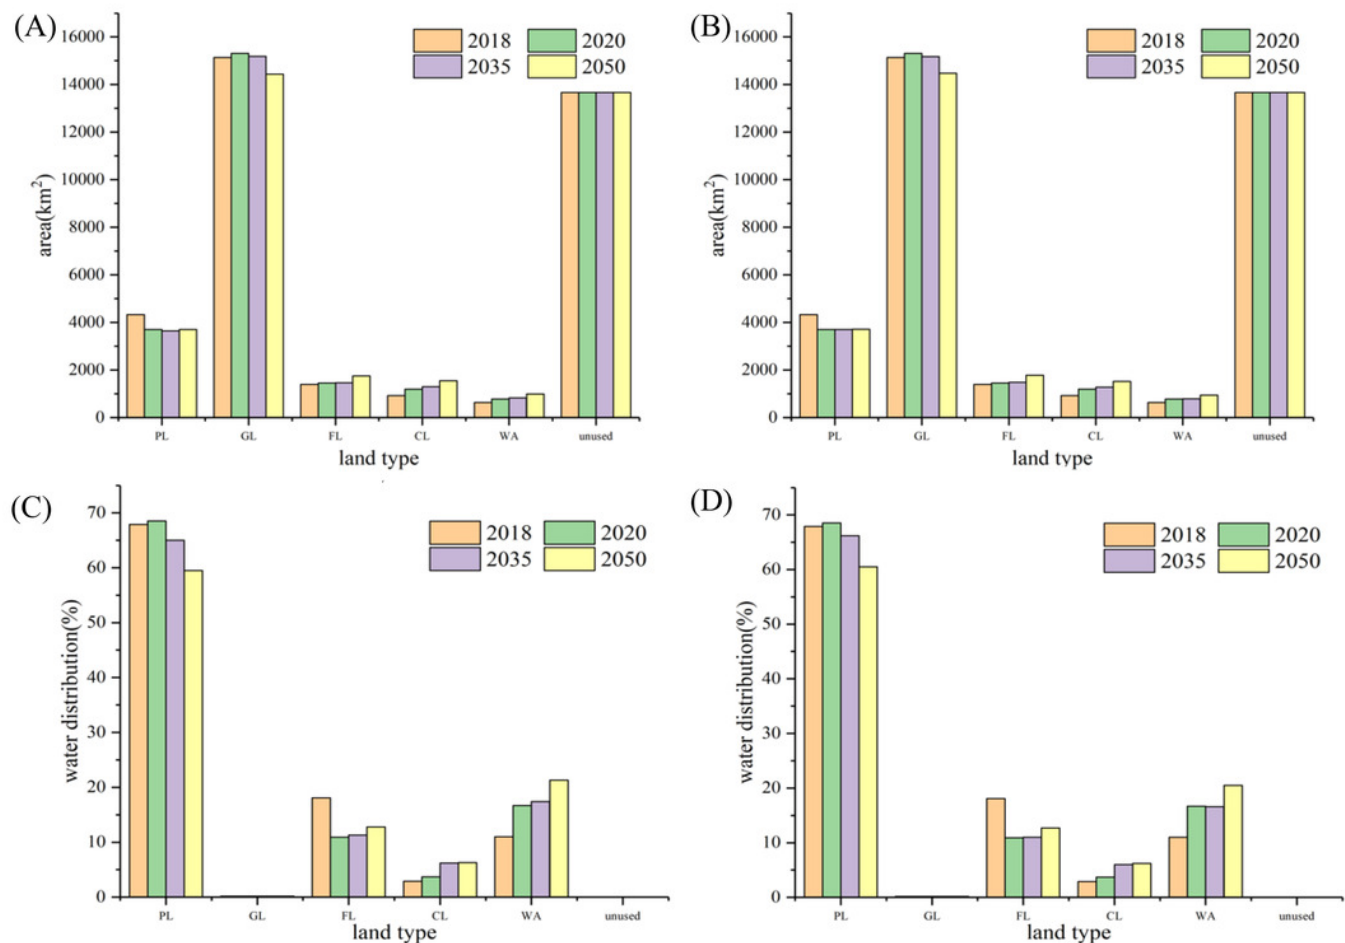 (A)
2018 2020
2035 2050
16000
14000
12000
10000
8000
6000
4000
2000
0
area(km²)
PL GL FL CL WA unused
land type
(B)
2018 2020
2035 2050
16000
14000
12000
10000
8000
6000
4000
2000
0
area(km²)
PL GL FL CL WA unused
land type
(C)
2018 2020
2035 2050
70
60
50
40
30
20
10
0
water distribution(%)
PL GL FL CL WA unused
land type
(D)
2018 2020
2035 2050
70
60
50
40
30
20
10
0
water distribution(%)
PL GL FL CL WA unused
land type